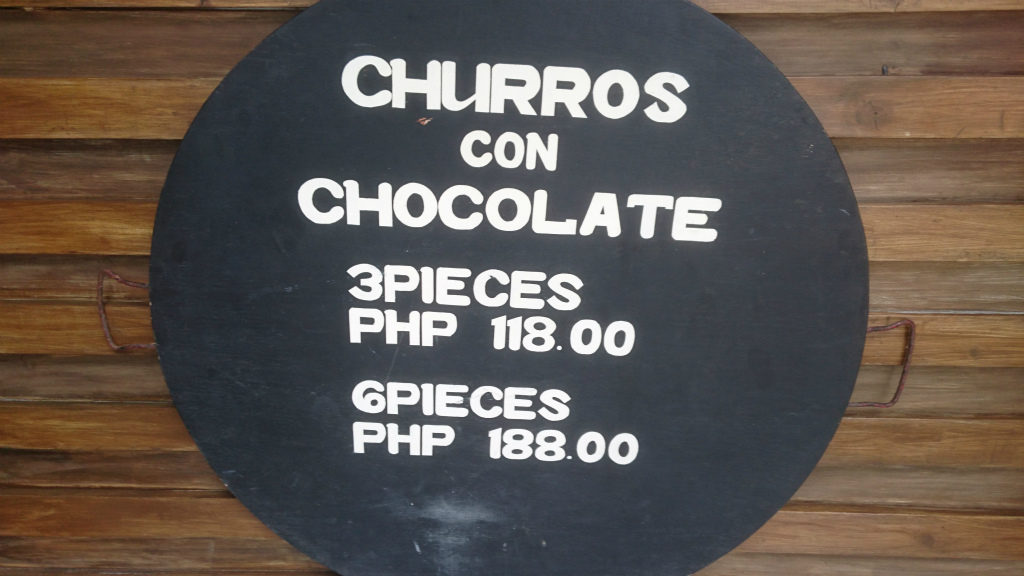 CHURROS
CON
CHOCOLATE
3PIECES
PHP 118.00
6PIECES
PHP 188.00